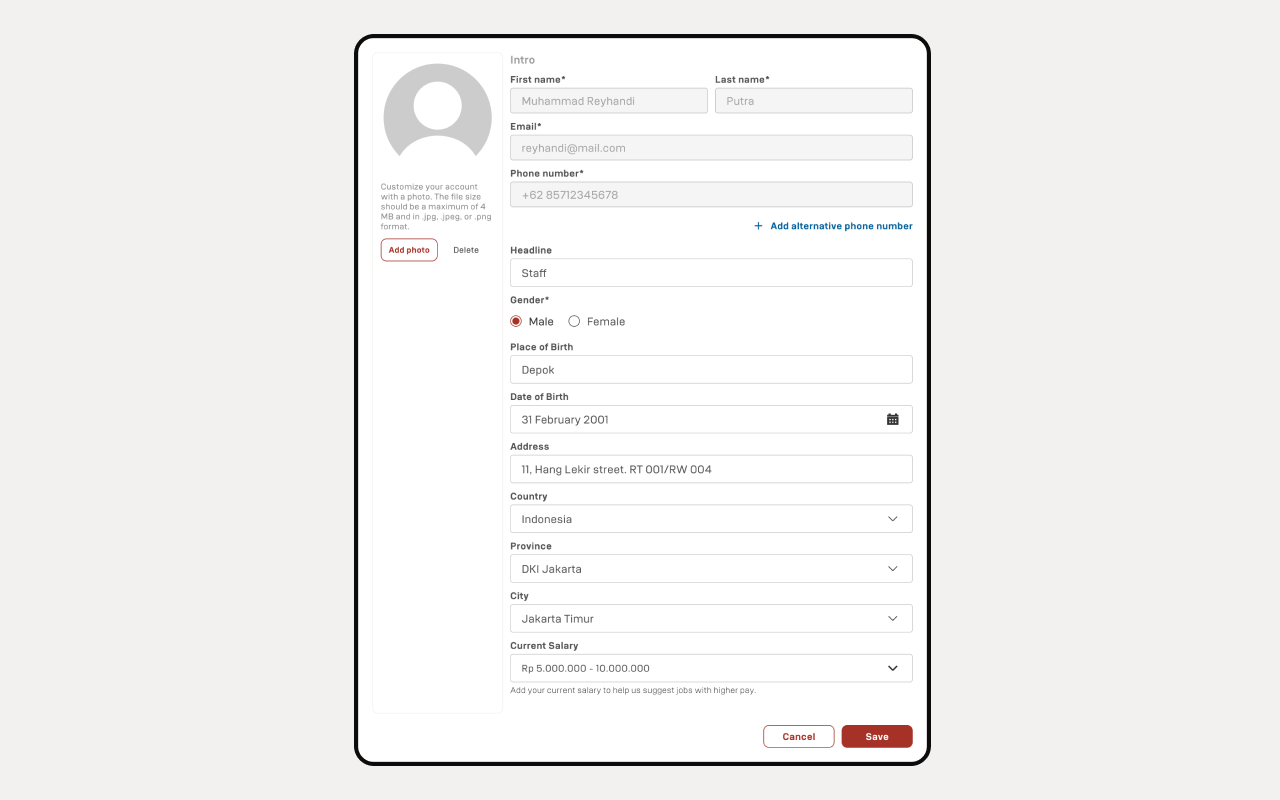 Customize your account
with a photo. The file size
should be a maximum of 4
MB and in .jpg, .jpeg, or .png
format.
Add photo Delete
Intro
First name* Last name*
Muhammad Reyhandi Putra
Email*
reyhandi@mail.com
Phone number*
+62 85712345678
+ Add alternative phone number
Headline
Staff
Gender*
Male Female
Place of Birth
Depok
Date of Birth
31 February 2001
Address
11, Hang Lekir street. RT 001/RW 004
Country
Indonesia
Province
DKI Jakarta
City
Jakarta Timur
Current Salary
Rp 5.000.000 - 10.000.000
Add your current salary to help us suggest jobs with higher pay.
Cancel Save